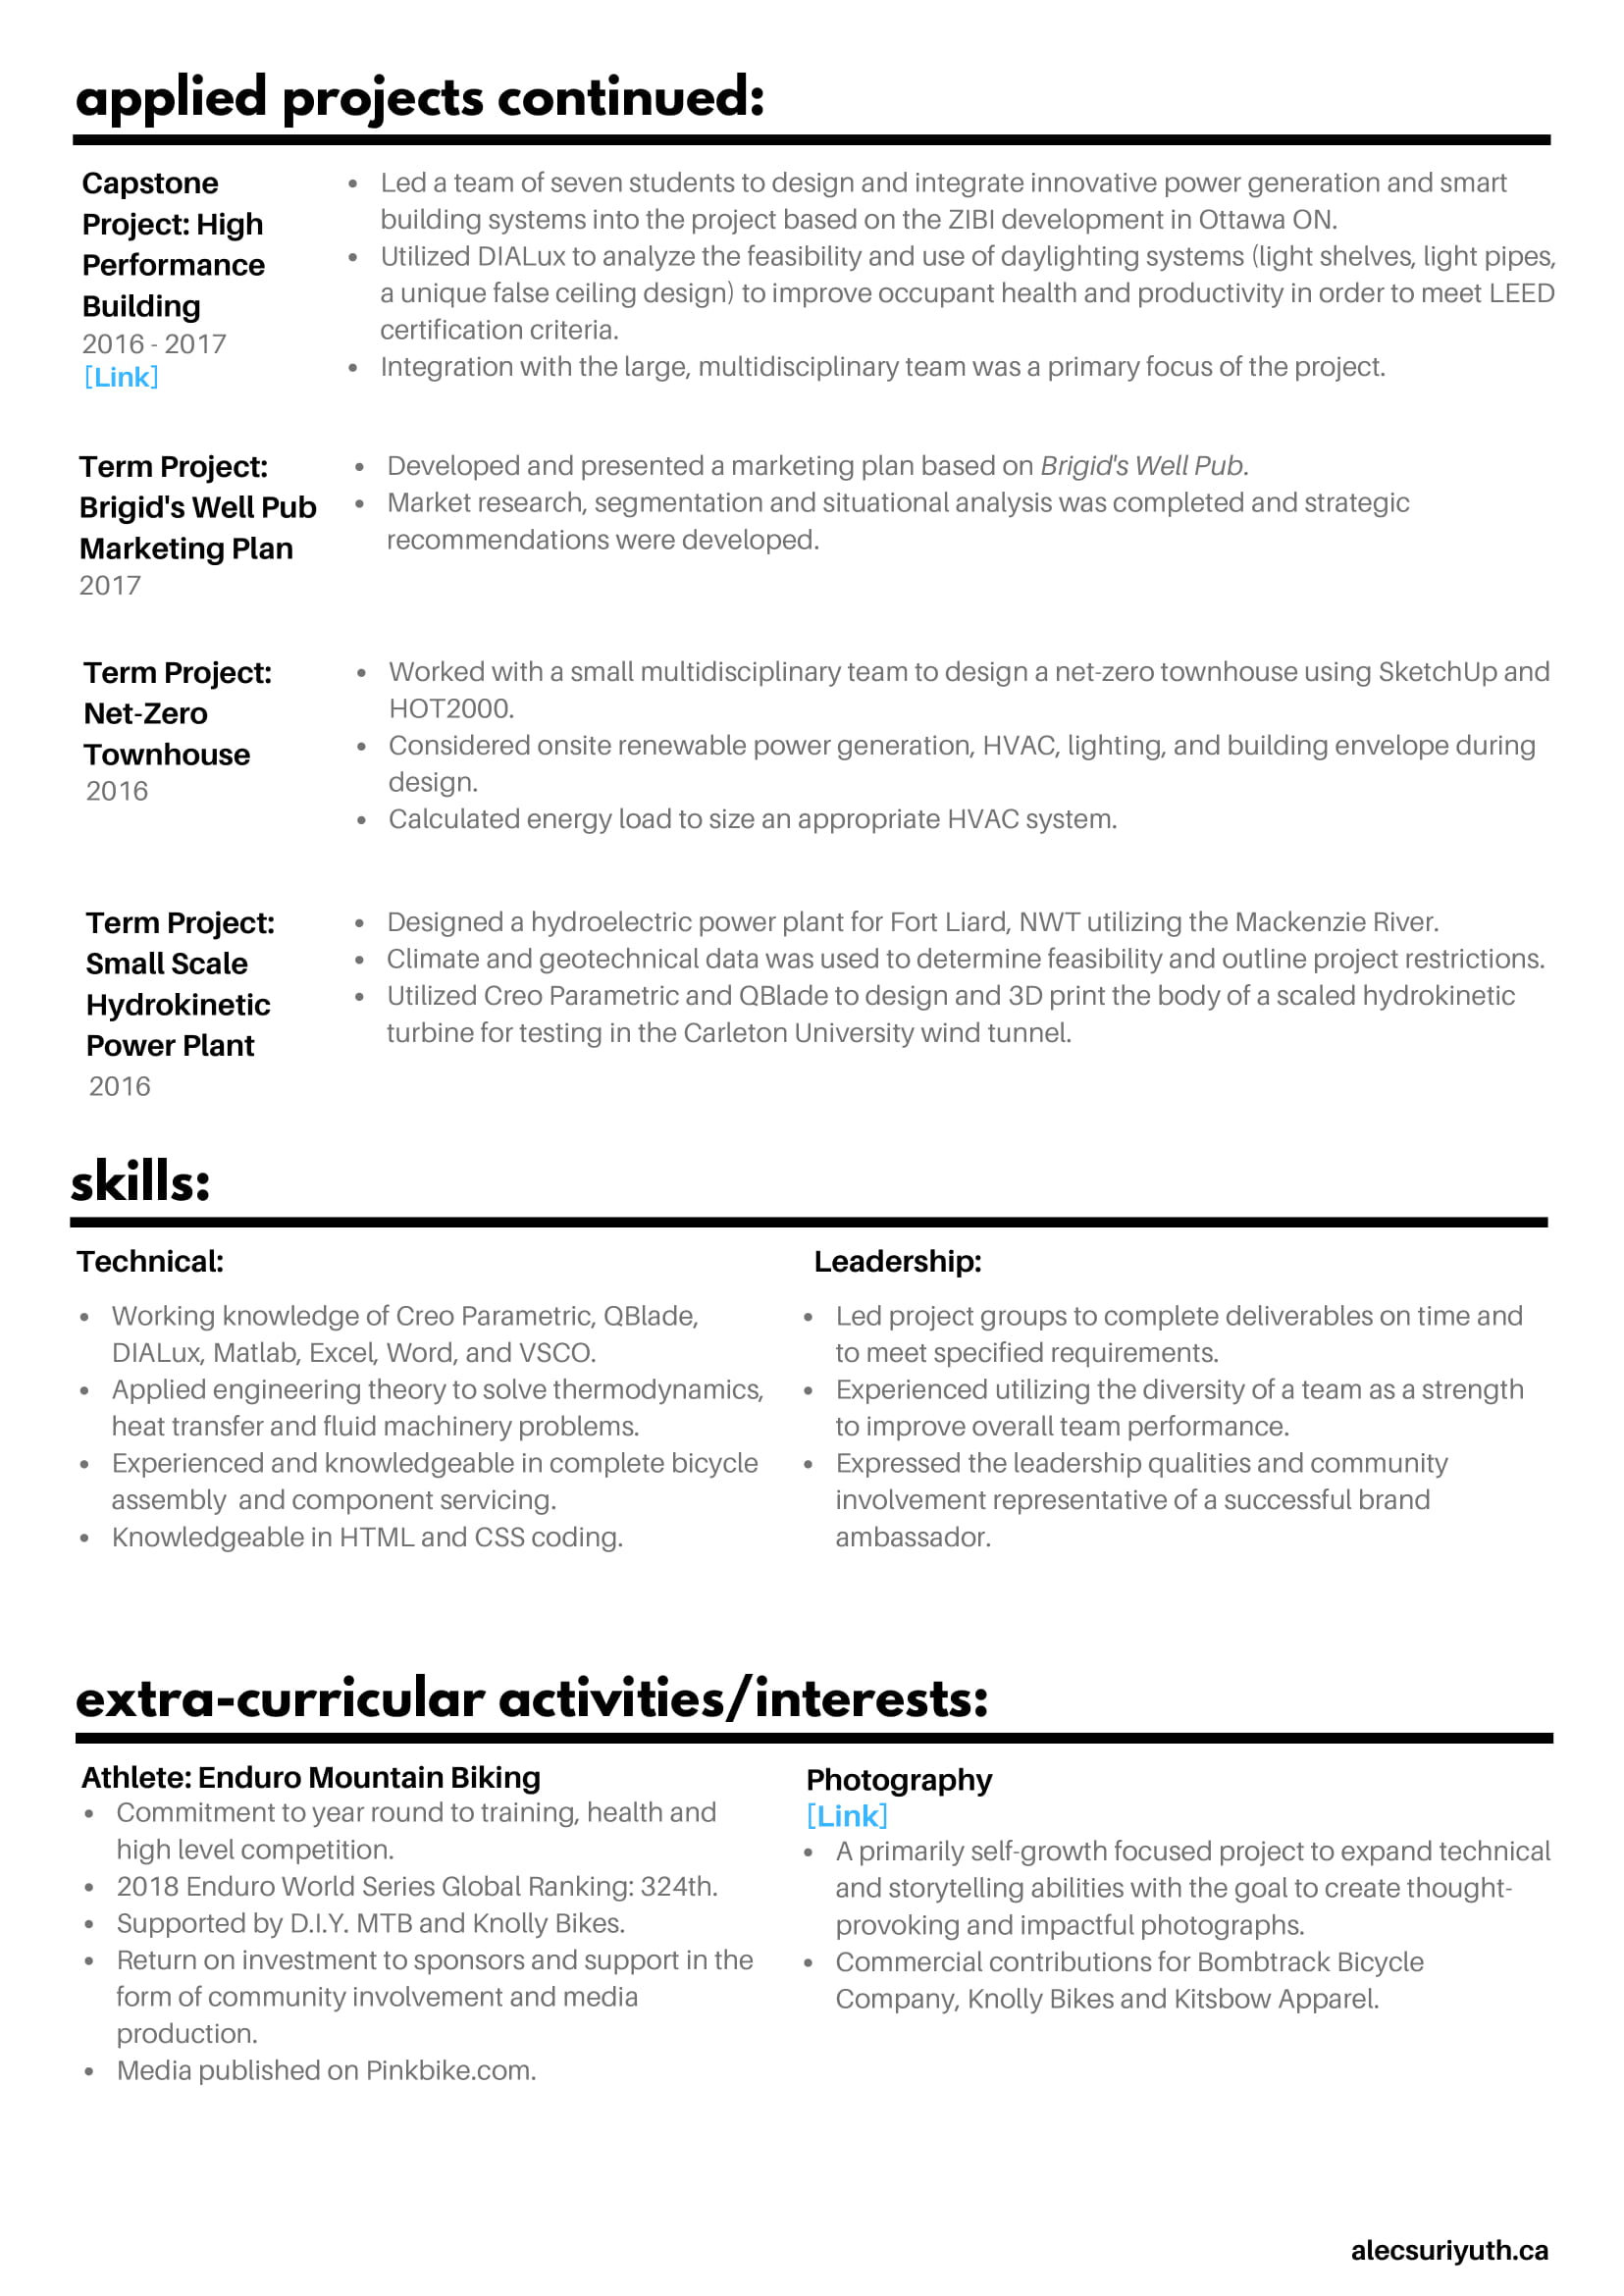 applied projects continued:
Capstone
Project: High
Performance
Building
2016 - 2017
[Link]
• Led a team of seven students to design and integrate innovative power generation and smart
building systems into the project based on the ZIBI development in Ottawa ON.
• Utilized DIALux to analyze the feasibility and use of daylighting systems (light shelves, light pipes,
a unique false ceiling design) to improve occupant health and productivity in order to meet LEED
certification criteria.
• Integration with the large, multidisciplinary team was a primary focus of the project.
Term Project:
Brigid's Well Pub
Marketing Plan
2017
• Developed and presented a marketing plan based on Brigid's Well Pub.
• Market research, segmentation and situational analysis was completed and strategic
recommendations were developed.
Term Project:
Net-Zero
Townhouse
2016
• Worked with a small multidisciplinary team to design a net-zero townhouse using SketchUp and
HOT2000.
• Considered onsite renewable power generation, HVAC, lighting, and building envelope during
design.
• Calculated energy load to size an appropriate HVAC system.
Term Project:
Small Scale
Hydrokinetic
Power Plant
2016
• Designed a hydroelectric power plant for Fort Liard, NWT utilizing the Mackenzie River.
• Climate and geotechnical data was used to determine feasibility and outline project restrictions.
• Utilized Creo Parametric and QBlade to design and 3D print the body of a scaled hydrokinetic
turbine for testing in the Carleton University wind tunnel.
skills:
Technical:
• Working knowledge of Creo Parametric, QBlade,
DIALux, Matlab, Excel, Word, and VSCO.
• Applied engineering theory to solve thermodynamics,
heat transfer and fluid machinery problems.
• Experienced and knowledgeable in complete bicycle
assembly  and component servicing.
• Knowledgeable in HTML and CSS coding.
Leadership:
• Led project groups to complete deliverables on time and
to meet specified requirements.
• Experienced utilizing the diversity of a team as a strength
to improve overall team performance.
• Expressed the leadership qualities and community
involvement representative of a successful brand
ambassador.
extra-curricular activities/interests:
Athlete: Enduro Mountain Biking
• Commitment to year round to training, health and
high level competition.
• 2018 Enduro World Series Global Ranking: 324th.
• Supported by D.I.Y. MTB and Knolly Bikes.
• Return on investment to sponsors and support in the
form of community involvement and media
production.
• Media published on Pinkbike.com.
Photography
[Link]
• A primarily self-growth focused project to expand technical
and storytelling abilities with the goal to create thought-
provoking and impactful photographs.
• Commercial contributions for Bombtrack Bicycle
Company, Knolly Bikes and Kitsbow Apparel.
alecsuriyuth.ca